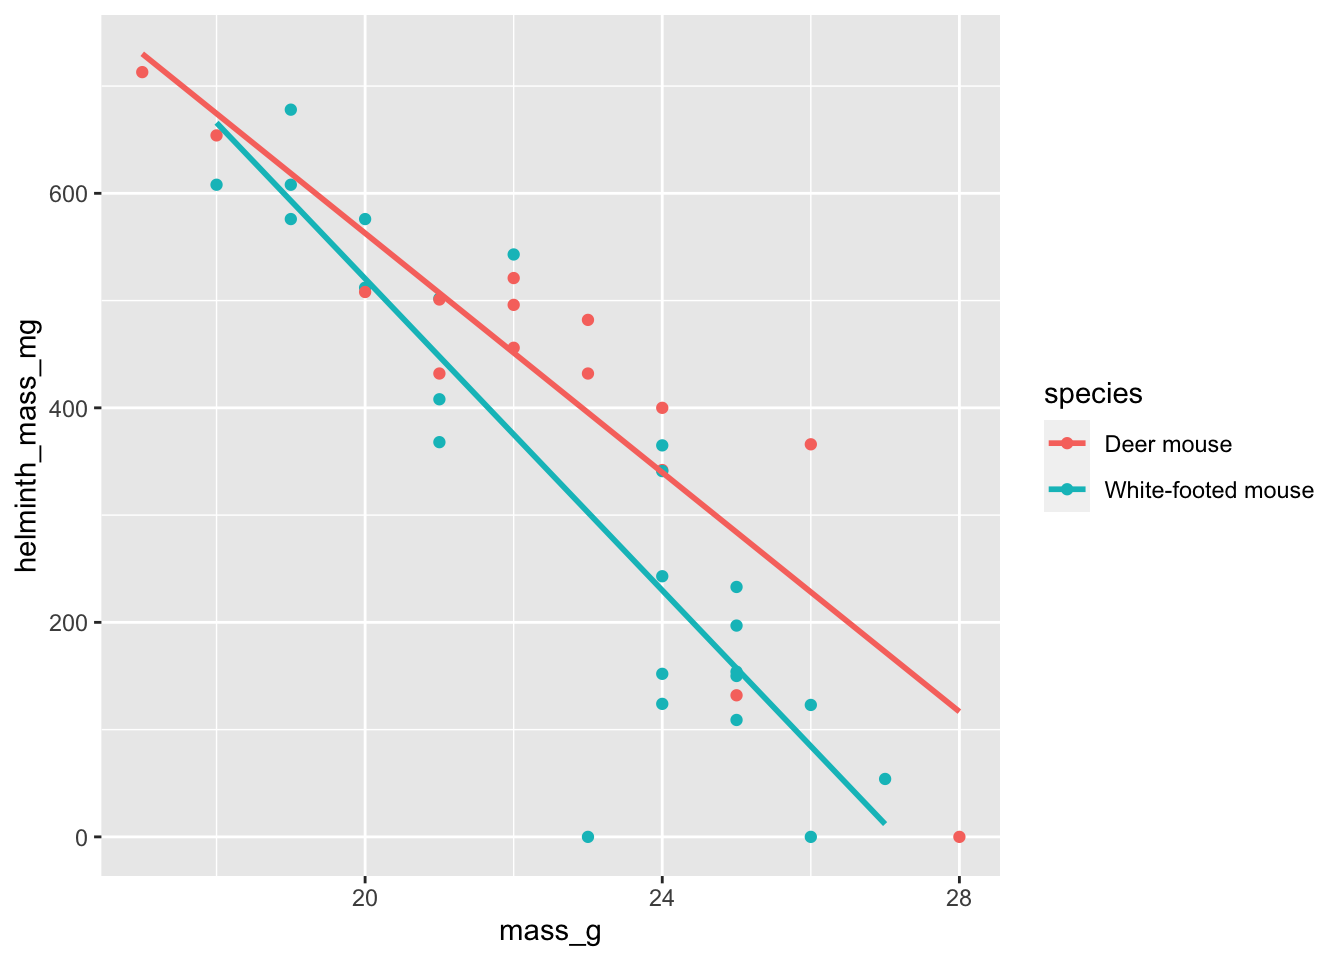 helminth_mass_mg
600
400
200
0
20 24 28
mass_g
species
Deer mouse
White-footed mouse